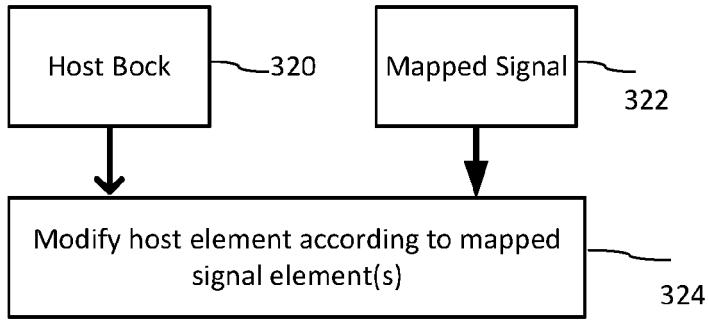 Host Bock
320
Mapped Signal
322
Modify host element according to mapped
signal element(s)
324